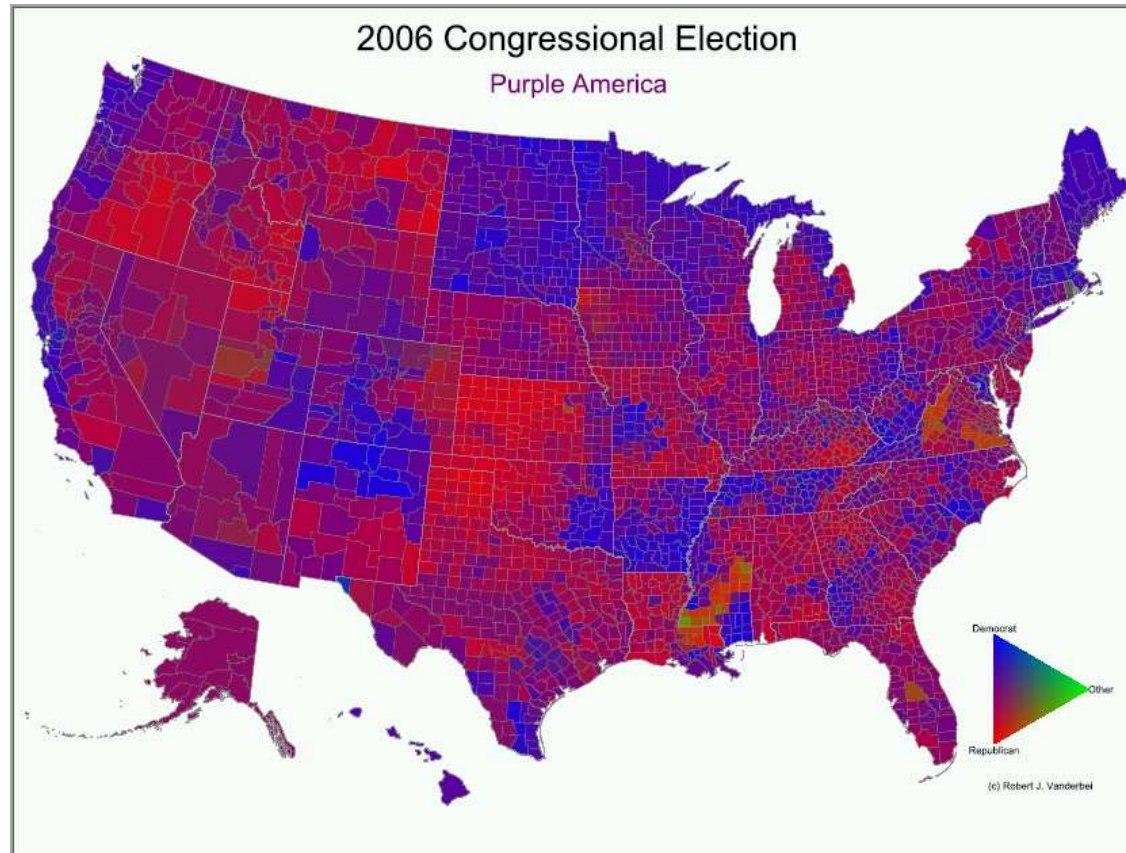 2006 Congressional Election
Purple America
Democrat
Other
Republican
(c) Robert J. Vanderbei